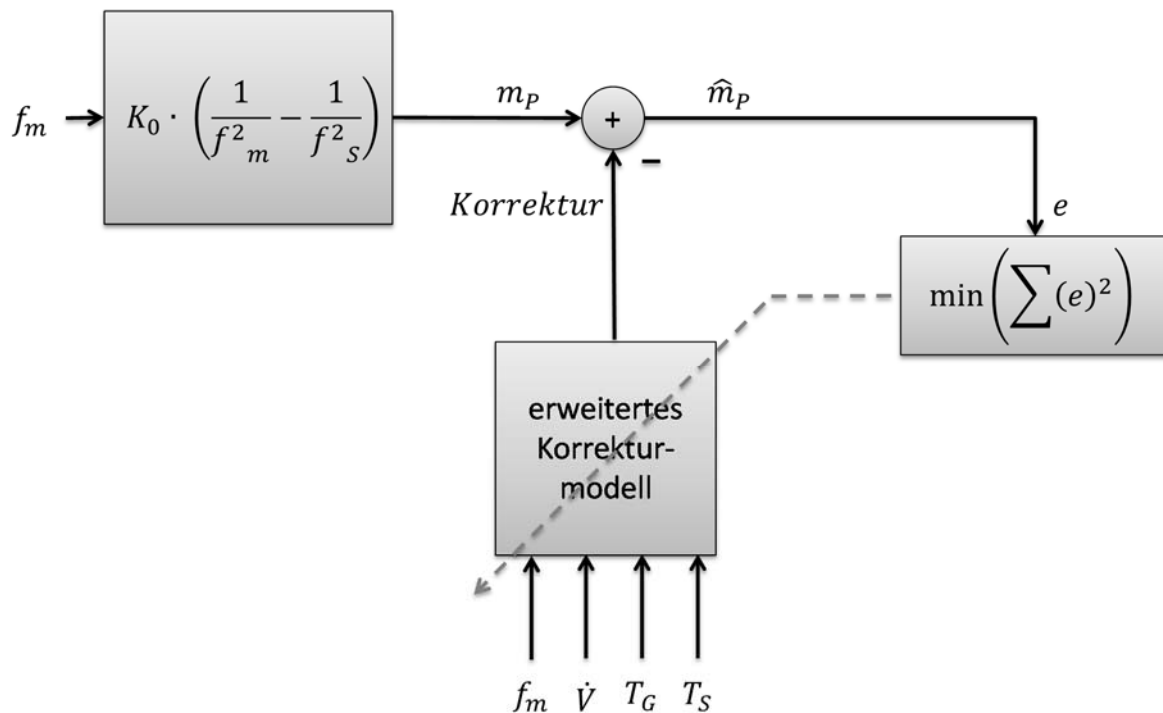 f_m
K_0 · (1/f²_m − 1/f²_S)
m_P
+
m̂_P
−
Korrektur
e
min(∑(e)²)
erweitertes
Korrektur-
modell
f_m V̇ T_G T_S